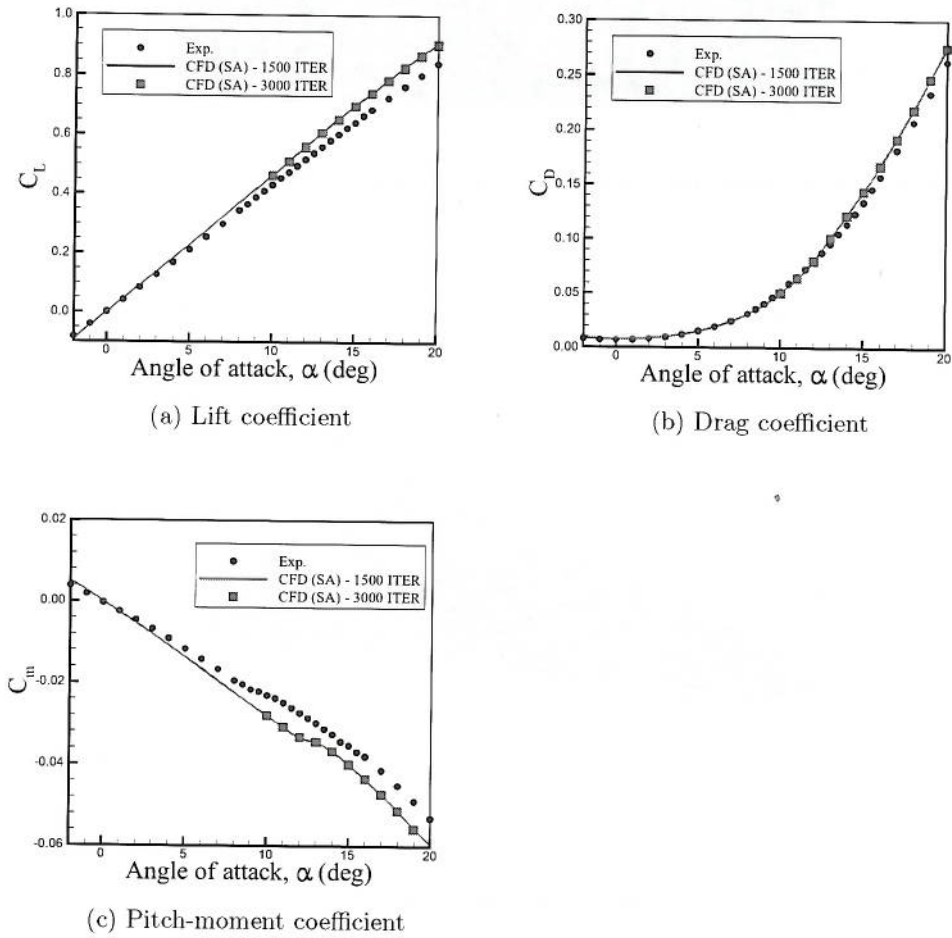 1.0
0.8
0.6
0.4
0.2
0.0
C_L
Exp.
CFD (SA) - 1500 ITER
CFD (SA) - 3000 ITER
0 5 10 15 20
Angle of attack, α (deg)
(a) Lift coefficient
0.30
0.25
0.20
0.15
0.10
0.05
0.00
C_D
Exp.
CFD (SA) - 1500 ITER
CFD (SA) - 3000 ITER
0 5 10 15 20
Angle of attack, α (deg)
(b) Drag coefficient
0.02
0.00
-0.02
-0.04
-0.06
C_m
Exp.
CFD (SA) - 1500 ITER
CFD (SA) - 3000 ITER
0 5 10 15 20
Angle of attack, α (deg)
(c) Pitch-moment coefficient